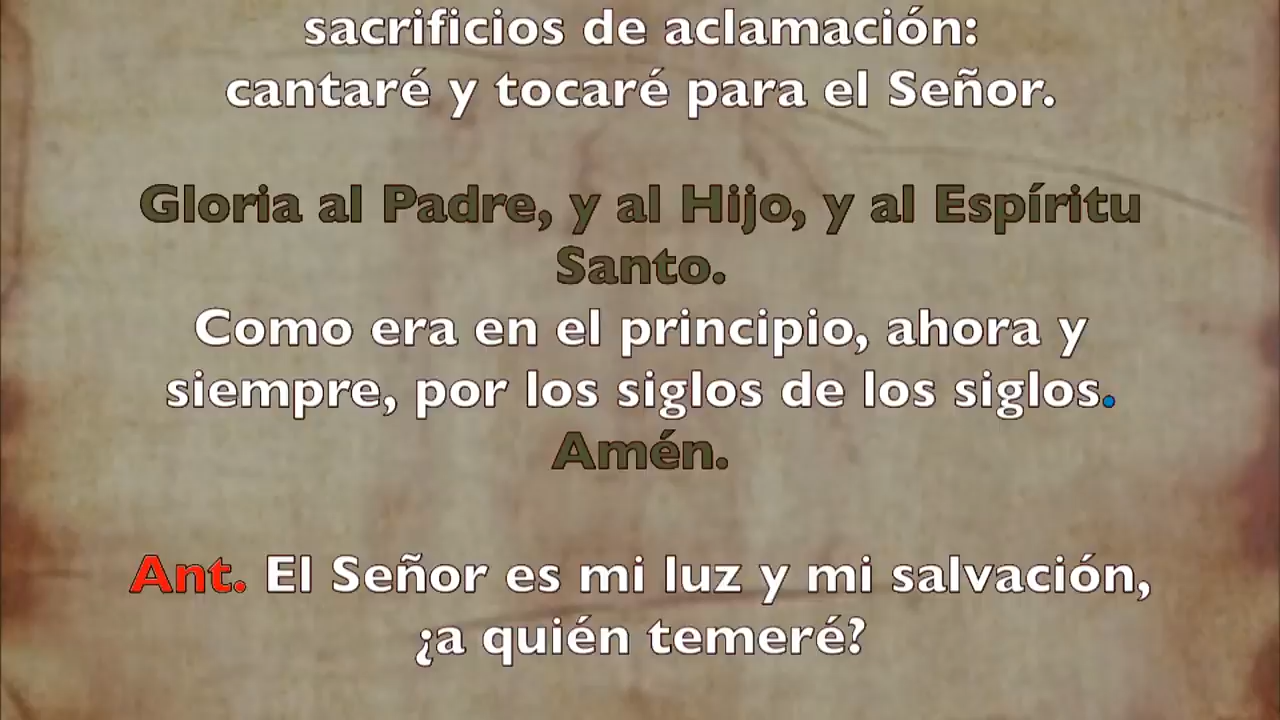 sacrificios de aclamación:
cantaré y tocaré para el Señor.
Gloria al Padre, y al Hijo, y al Espíritu
Santo.
Como era en el principio, ahora y
siempre, por los siglos de los siglos.
Amén.
Ant. El Señor es mi luz y mi salvación,
¿a quién temeré?